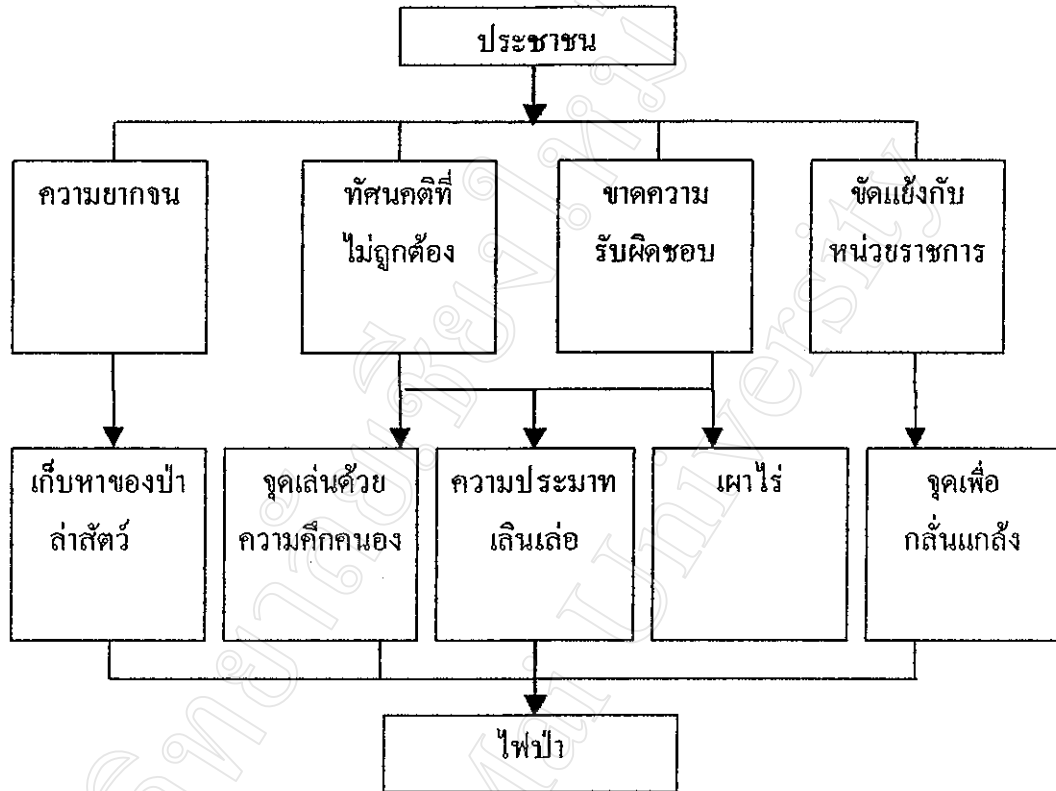 ประชาชน
ความยากจน
ทัศนคติที่
ไม่ถูกต้อง
ขาดความ
รับผิดชอบ
ขัดแย้งกับ
หน่วยราชการ
เก็บหาของป่า
ล่าสัตว์
จุดเล่นด้วย
ความคึกคนอง
ความประมาท
เลินเล่อ
เผาไร่
จุดเพื่อ
กลั่นแกล้ง
ไฟป่า